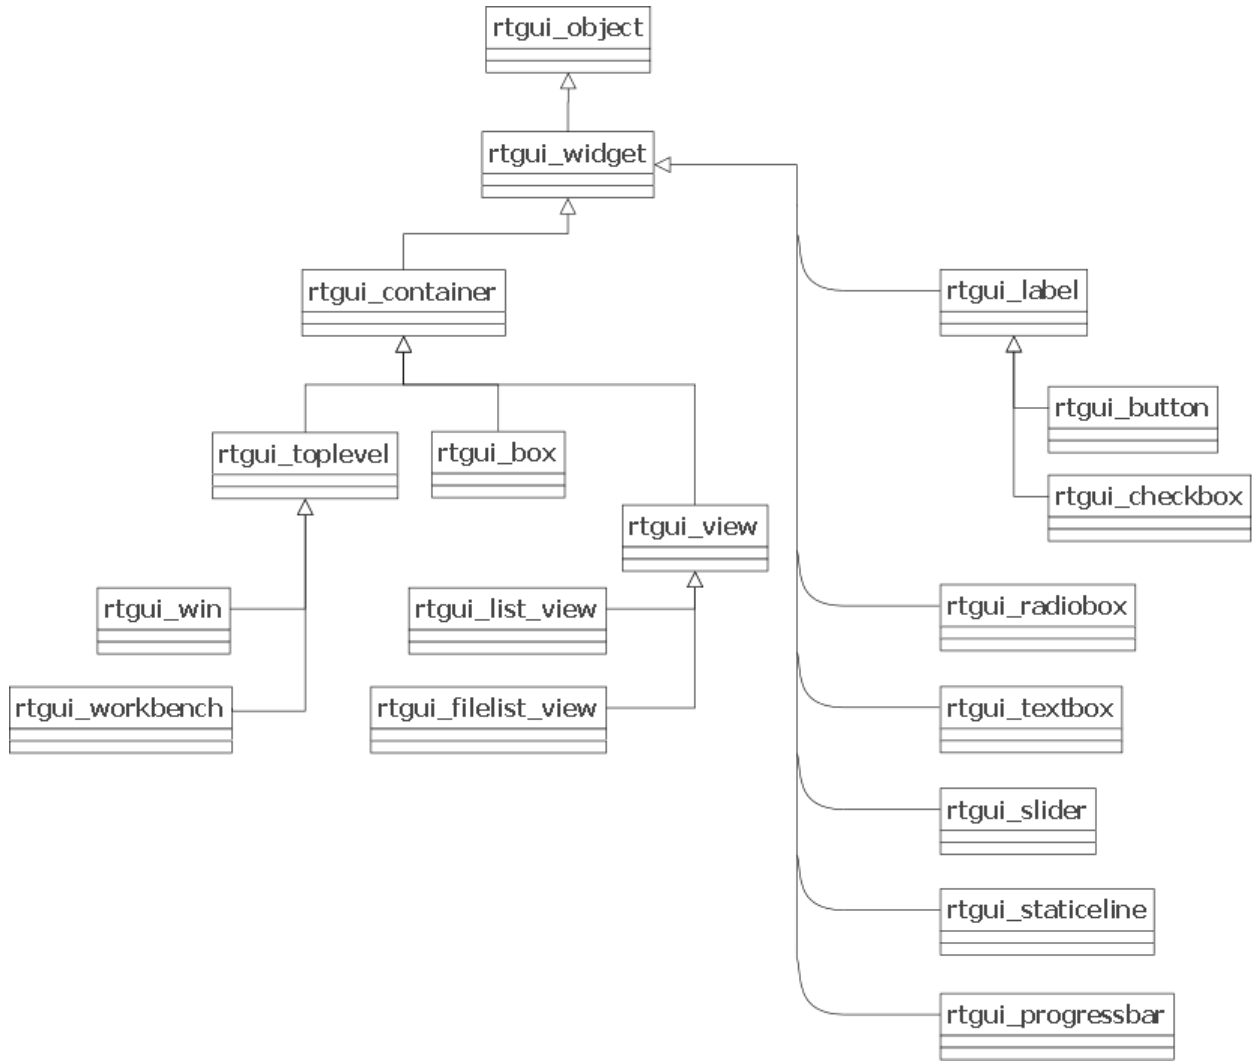 rtgui_object
rtgui_widget
rtgui_container
rtgui_label
rtgui_button
rtgui_toplevel
rtgui_box
rtgui_checkbox
rtgui_view
rtgui_win
rtgui_list_view
rtgui_radiobox
rtgui_workbench
rtgui_filelist_view
rtgui_textbox
rtgui_slider
rtgui_staticeline
rtgui_progressbar